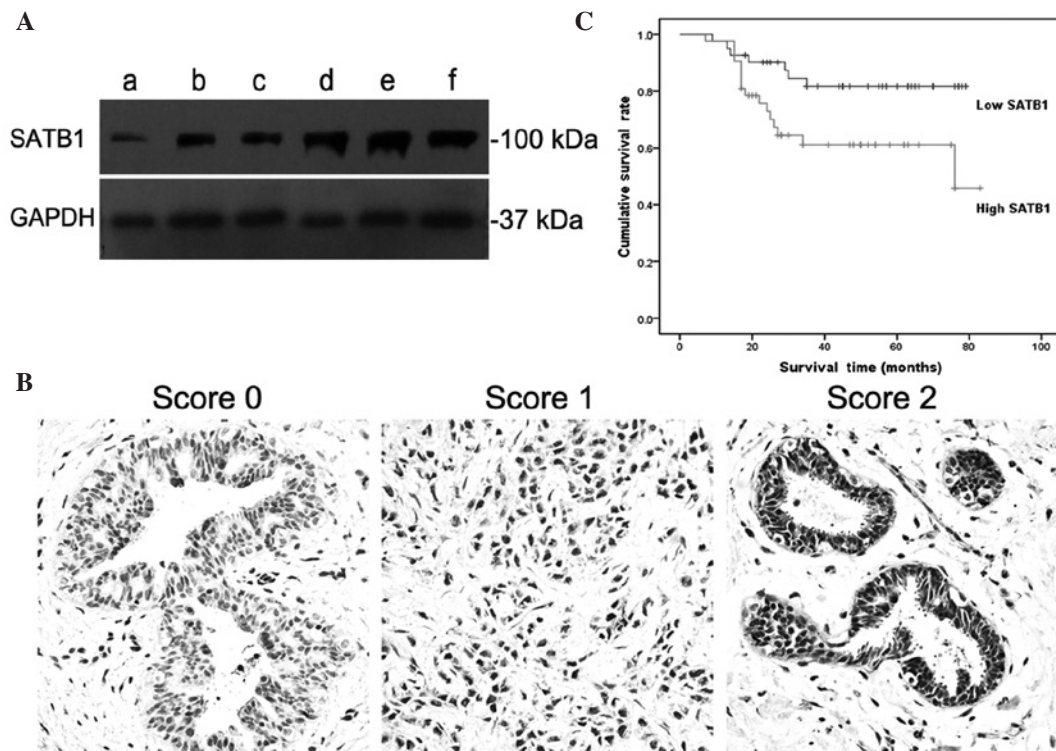 A
a b c d e f
SATB1 -100 kDa
GAPDH -37 kDa
C
Cumulative survival rate
1.0
0.8
0.6
0.4
0.2
0.0
Low SATB1
High SATB1
0 20 40 60 80 100
Survival time (months)
B
Score 0 Score 1 Score 2